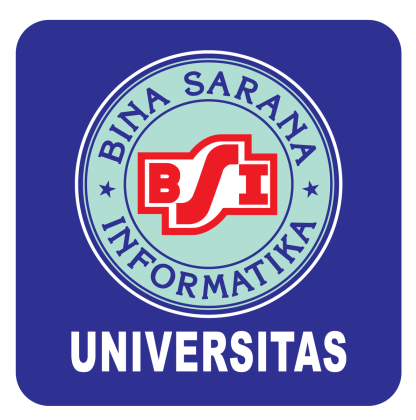 BINA SARANA
BSI
INFORMATIKA
UNIVERSITAS